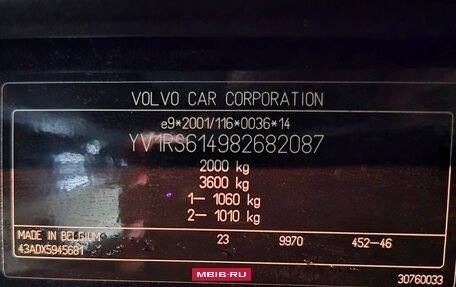 VOLVO CAR CORPORATION
e9*2001/116*0036*14
YV1RS614982682087
2000 kg
3600 kg
1– 1060 kg
2– 1010 kg
MADE IN BELGIUM 23 9970 452-46
43ADX5945681
30760033
MBIB-RU